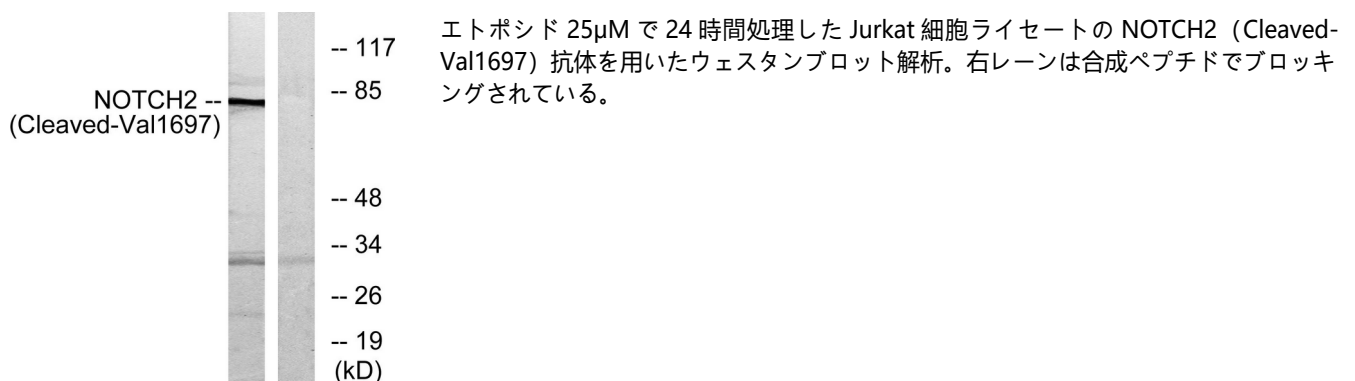 エトポシド 25μM で 24 時間処理した Jurkat 細胞ライセートの NOTCH2（Cleaved-
Val1697）抗体を用いたウェスタンブロット解析。右レーンは合成ペプチドでブロッキ
ングされている。
NOTCH2 --
(Cleaved-Val1697)
-- 117
-- 85
-- 48
-- 34
-- 26
-- 19
(kD)